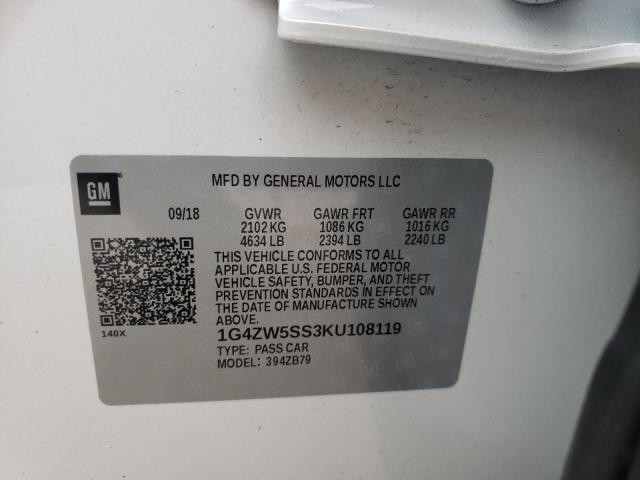 GM
MFD BY GENERAL MOTORS LLC
09/18 GVWR GAWR FRT GAWR RR
2102 KG 1086 KG 1016 KG
4634 LB 2394 LB 2240 LB
THIS VEHICLE CONFORMS TO ALL
APPLICABLE U.S. FEDERAL MOTOR
VEHICLE SAFETY, BUMPER, AND THEFT
PREVENTION STANDARDS IN EFFECT ON
THE DATE OF MANUFACTURE SHOWN
ABOVE.
140X
1G4ZW5SS3KU108119
TYPE: PASS CAR
MODEL: 394ZB79